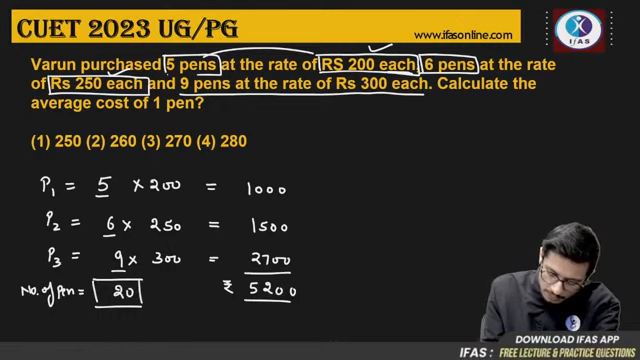 CUET 2023 UG/PG
www.ifasonline.com
iFAS
Varun purchased 5 pens at the rate of RS 200 each, 6 pens at the rate
of Rs 250 each and 9 pens at the rate of Rs 300 each. Calculate the
average cost of 1 pen?
(1) 250 (2) 260 (3) 270 (4) 280
P1 = 5 × 200 = 1000
P2 = 6 × 250 = 1500
P3 = 9 × 300 = 2700
No. of Pen = 20 ₹ 5200
DOWNLOAD IFAS APP
IFAS : FREE LECTURE & PRACTICE QUESTIONS